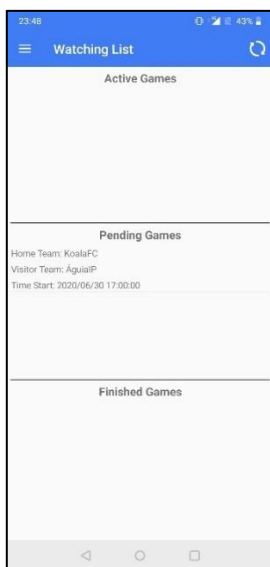 23:48
43%
Watching List
Active Games
Pending Games
Home Team: KoalaFC
Visitor Team: ÁguiaIP
Time Start: 2020/06/30 17:00:00
Finished Games